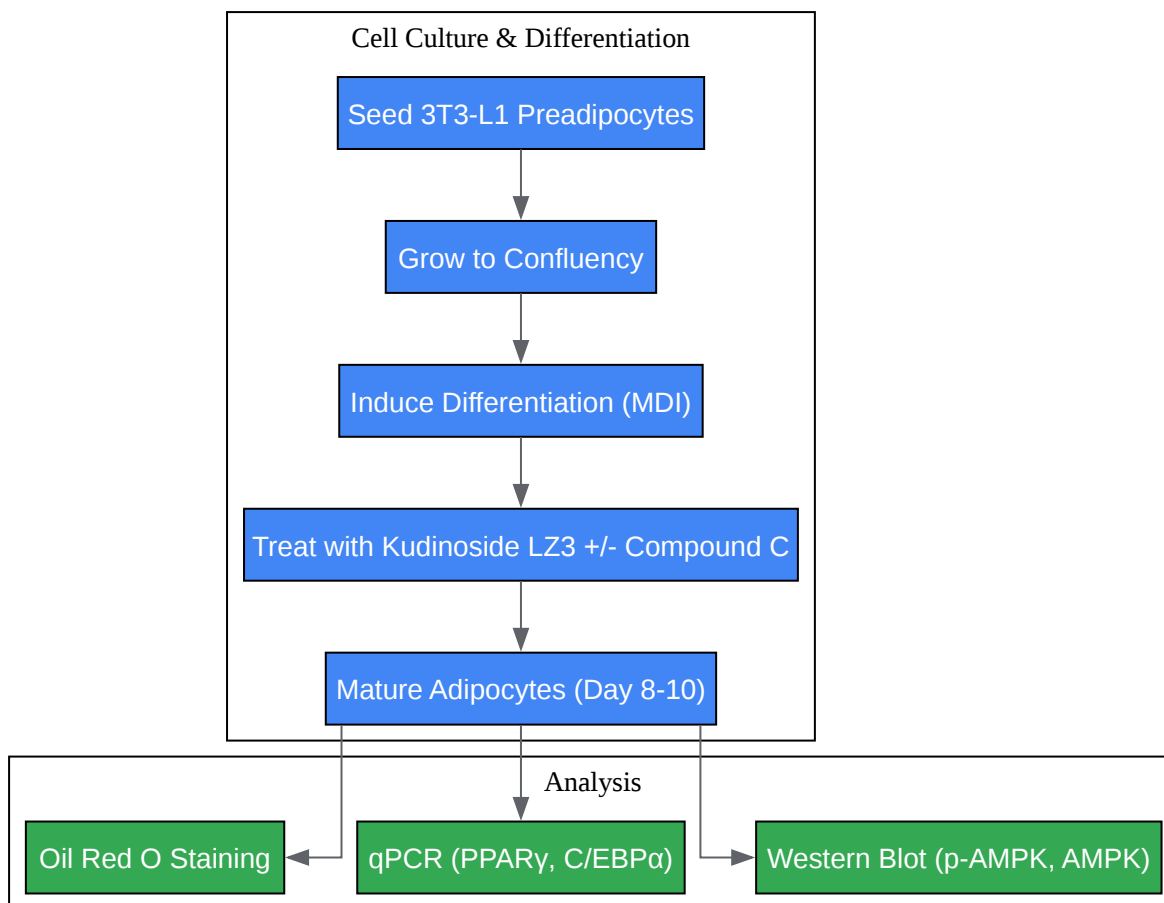 Cell Culture & Differentiation
Seed 3T3-L1 Preadipocytes
Grow to Confluency
Induce Differentiation (MDI)
Treat with Kudinoside LZ3 +/- Compound C
Mature Adipocytes (Day 8-10)
Analysis
Oil Red O Staining
qPCR (PPARγ, C/EBPα)
Western Blot (p-AMPK, AMPK)